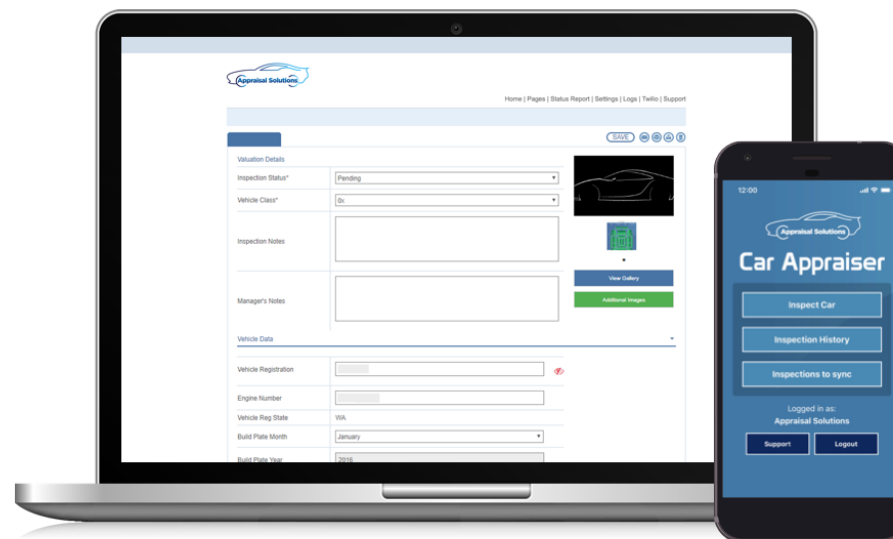 Appraisal Solutions
Home | Pages | Status Report | Settings | Logs | Twilio | Support
SAVE
Valuation Details
Inspection Status*
Pending
Vehicle Class*
Inspection Notes
View Gallery
Additional Images
Manager's Notes
Vehicle Data
Vehicle Registration
Engine Number
Vehicle Reg State
WA
Build Plate Month
January
Build Plate Year
2016
12:00
Appraisal Solutions
Car Appraiser
Inspect Car
Inspection History
Inspections to sync
Logged in as:
Appraisal Solutions
Support
Logout